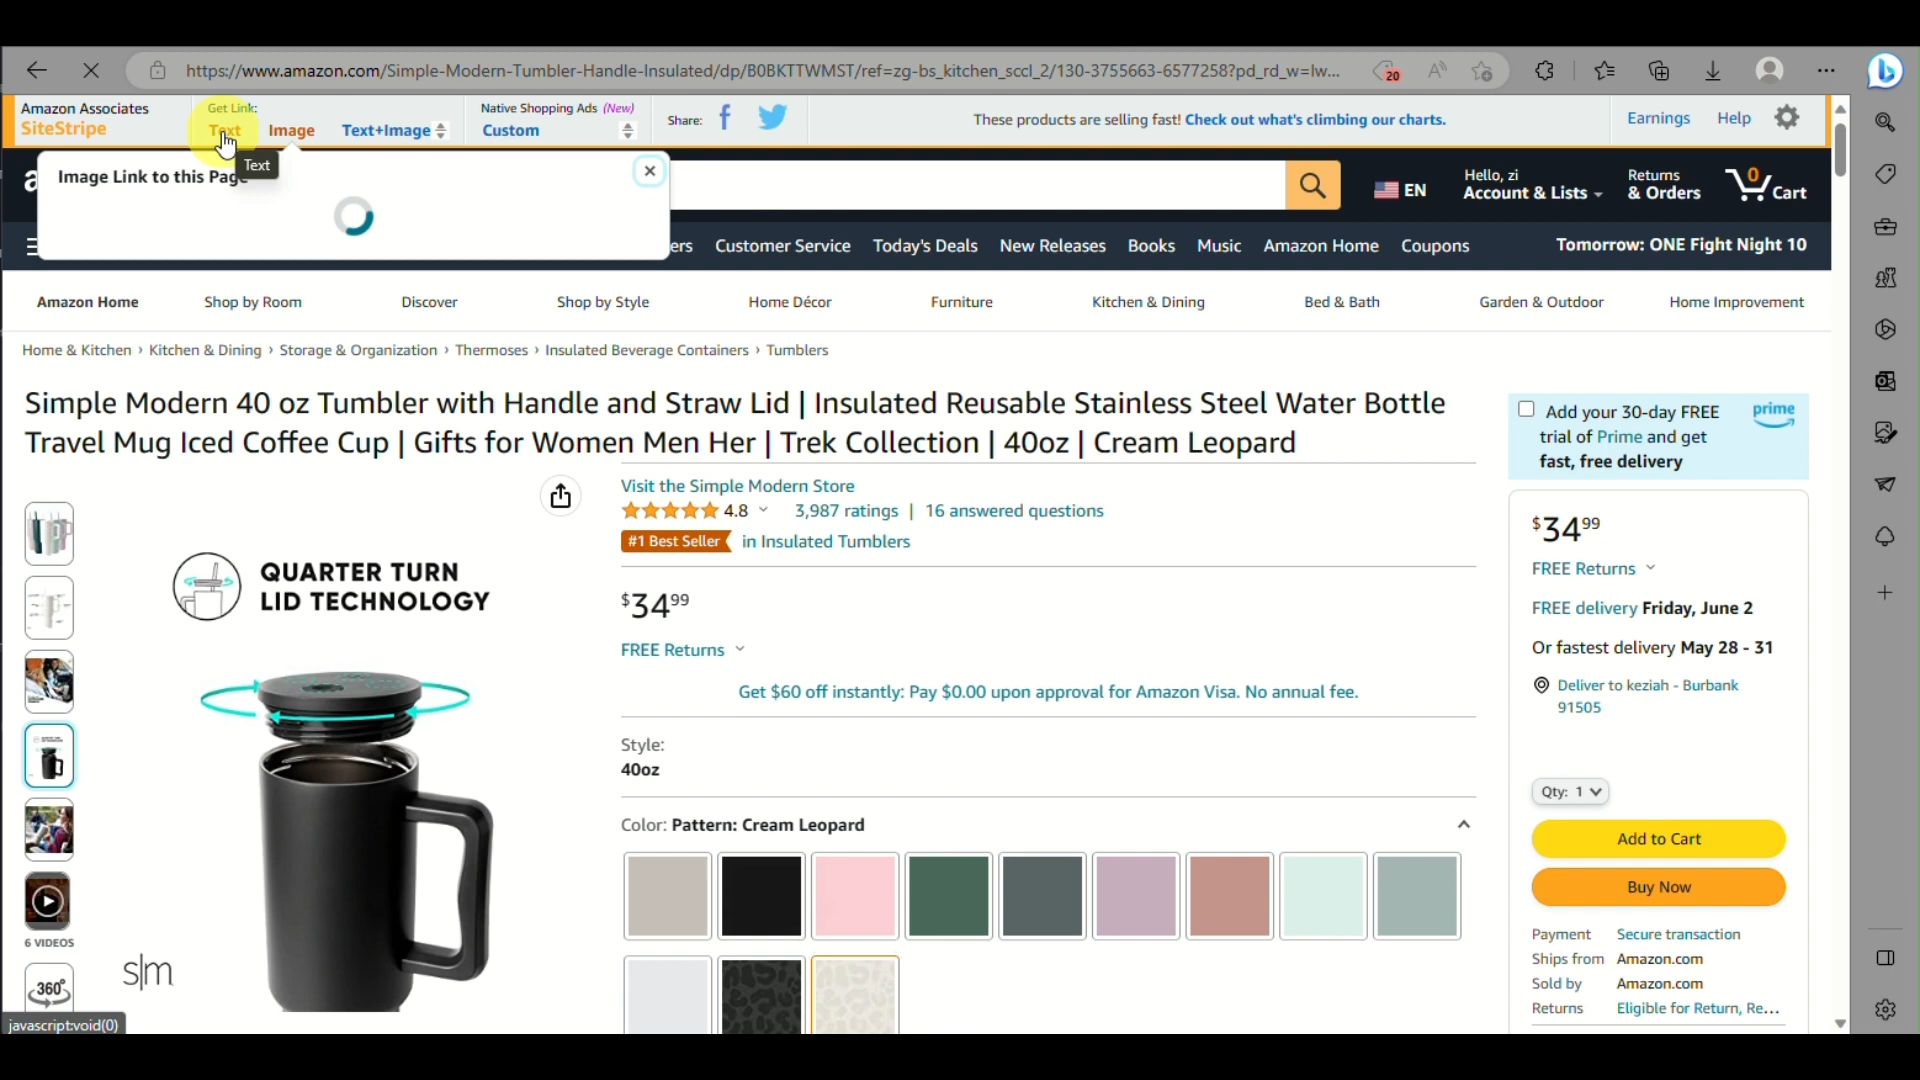 https://www.amazon.com/Simple-Modern-Tumbler-Handle-Insulated/dp/B0BKTTWMST/ref=zg-bs_kitchen_sccl_2/130-3755663-6577258?pd_rd_w=lw...
20
Amazon Associates
SiteStripe
Get Link:
Text
Image
Text+Image
Native Shopping Ads (New)
Custom
Share:
These products are selling fast! Check out what's climbing our charts.
Earnings
Help
Text
Image Link to this Page
a
EN
Hello, zi
Account & Lists
Returns
& Orders
0
Cart
ers
Customer Service
Today's Deals
New Releases
Books
Music
Amazon Home
Coupons
Tomorrow: ONE Fight Night 10
Amazon Home
Shop by Room
Discover
Shop by Style
Home Décor
Furniture
Kitchen & Dining
Bed & Bath
Garden & Outdoor
Home Improvement
Home & Kitchen › Kitchen & Dining › Storage & Organization › Thermoses › Insulated Beverage Containers › Tumblers
Simple Modern 40 oz Tumbler with Handle and Straw Lid | Insulated Reusable Stainless Steel Water Bottle
Travel Mug Iced Coffee Cup | Gifts for Women Men Her | Trek Collection | 40oz | Cream Leopard
Add your 30-day FREE
trial of Prime and get
fast, free delivery
prime
Visit the Simple Modern Store
4.8
3,987 ratings | 16 answered questions
#1 Best Seller in Insulated Tumblers
$34.99
FREE Returns
Get $60 off instantly: Pay $0.00 upon approval for Amazon Visa. No annual fee.
Style:
40oz
Color: Pattern: Cream Leopard
QUARTER TURN
LID TECHNOLOGY
6 VIDEOS
360°
s|m
javascript:void(0)
$34.99
FREE Returns
FREE delivery Friday, June 2
Or fastest delivery May 28 - 31
Deliver to keziah - Burbank
91505
Qty: 1
Add to Cart
Buy Now
Payment Secure transaction
Ships from Amazon.com
Sold by Amazon.com
Returns Eligible for Return, Re...